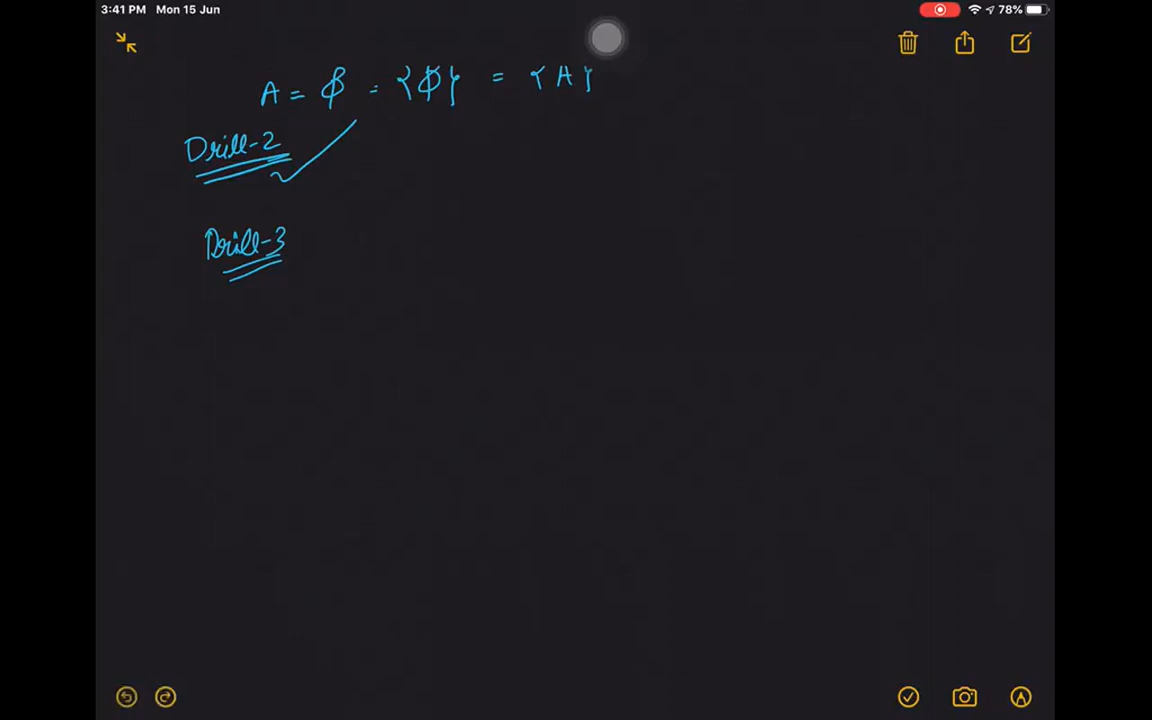 3:41 PM Mon 15 Jun 78%
A = ϕ = {ϕ} = {A}
Drill-2
Drill-3